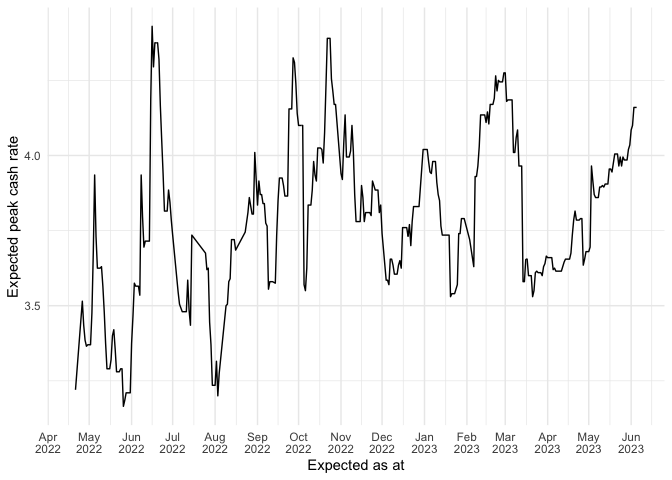 Expected peak cash rate
4.0
3.5
Apr May Jun Jul Aug Sep Oct Nov Dec Jan Feb Mar Apr May Jun
2022 2022 2022 2022 2022 2022 2022 2022 2022 2023 2023 2023 2023 2023 2023
Expected as at